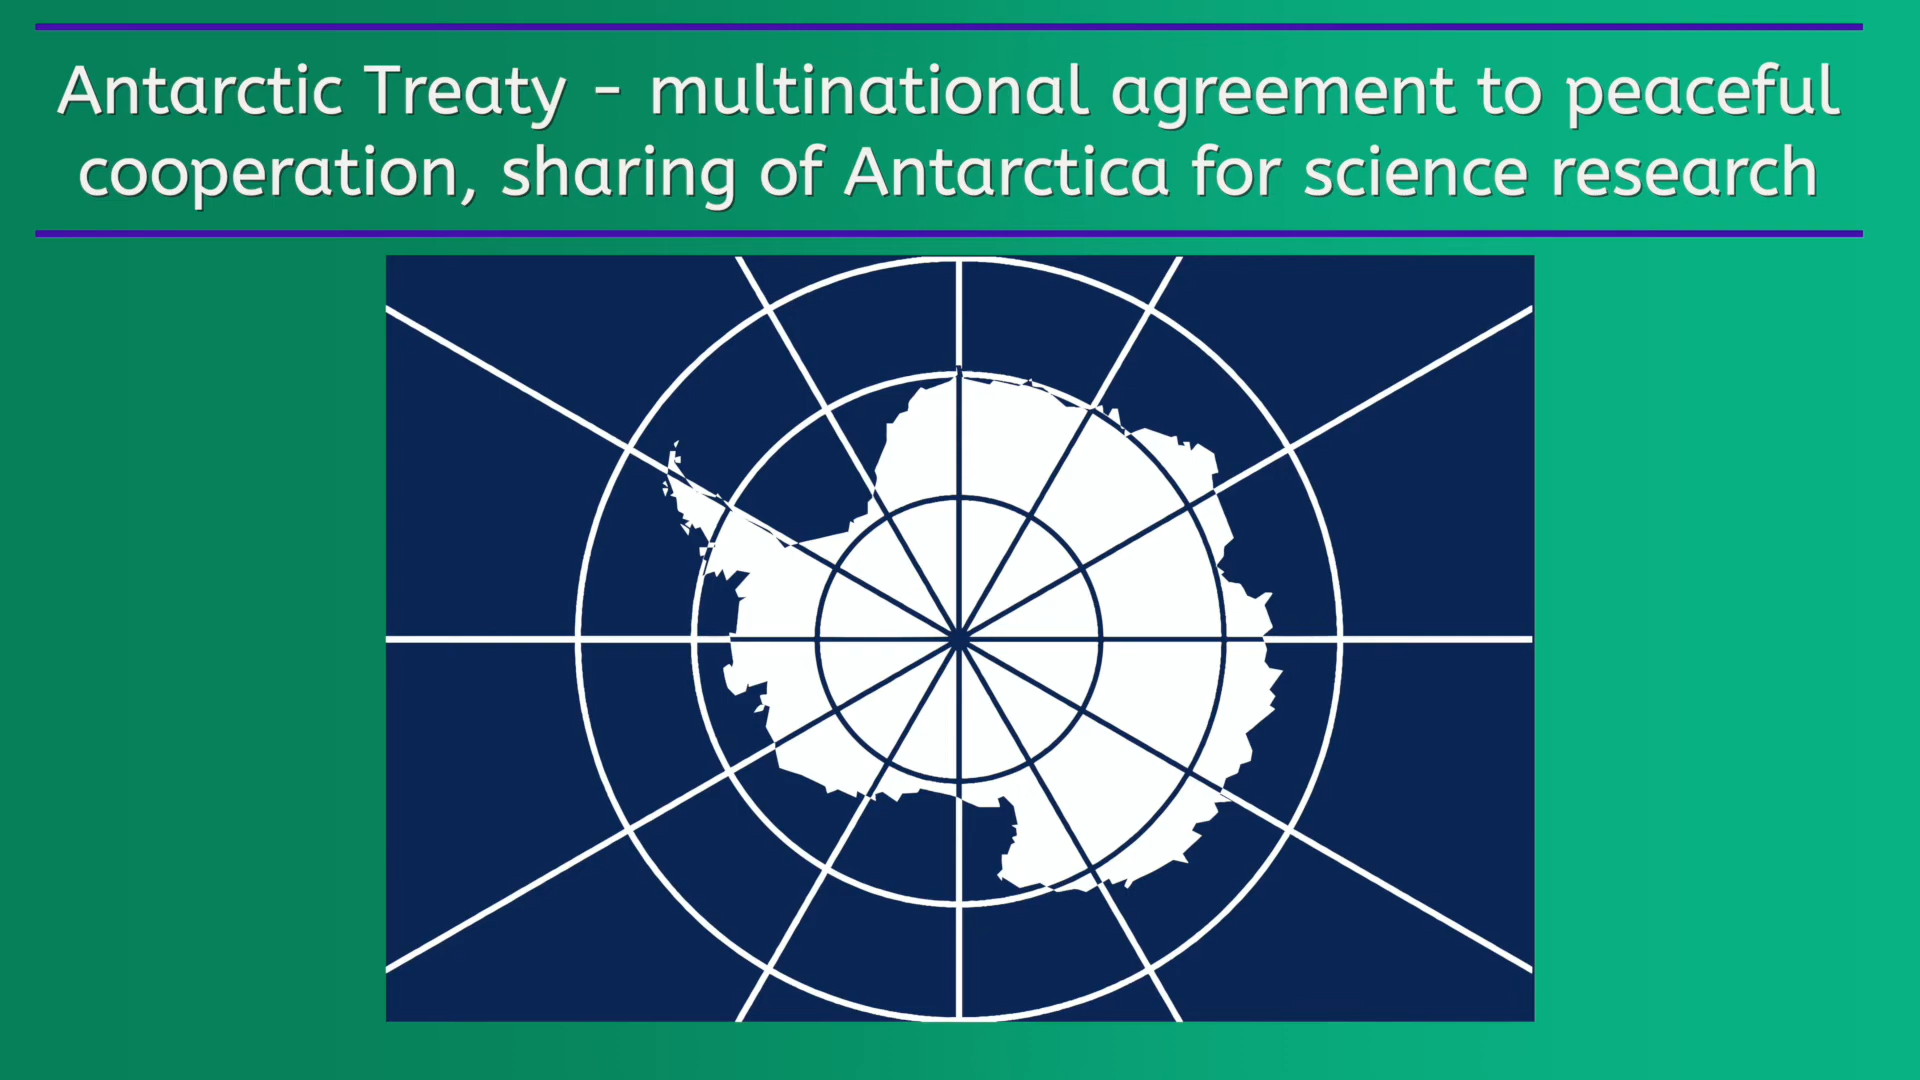 Antarctic Treaty - multinational agreement to peaceful
cooperation, sharing of Antarctica for science research